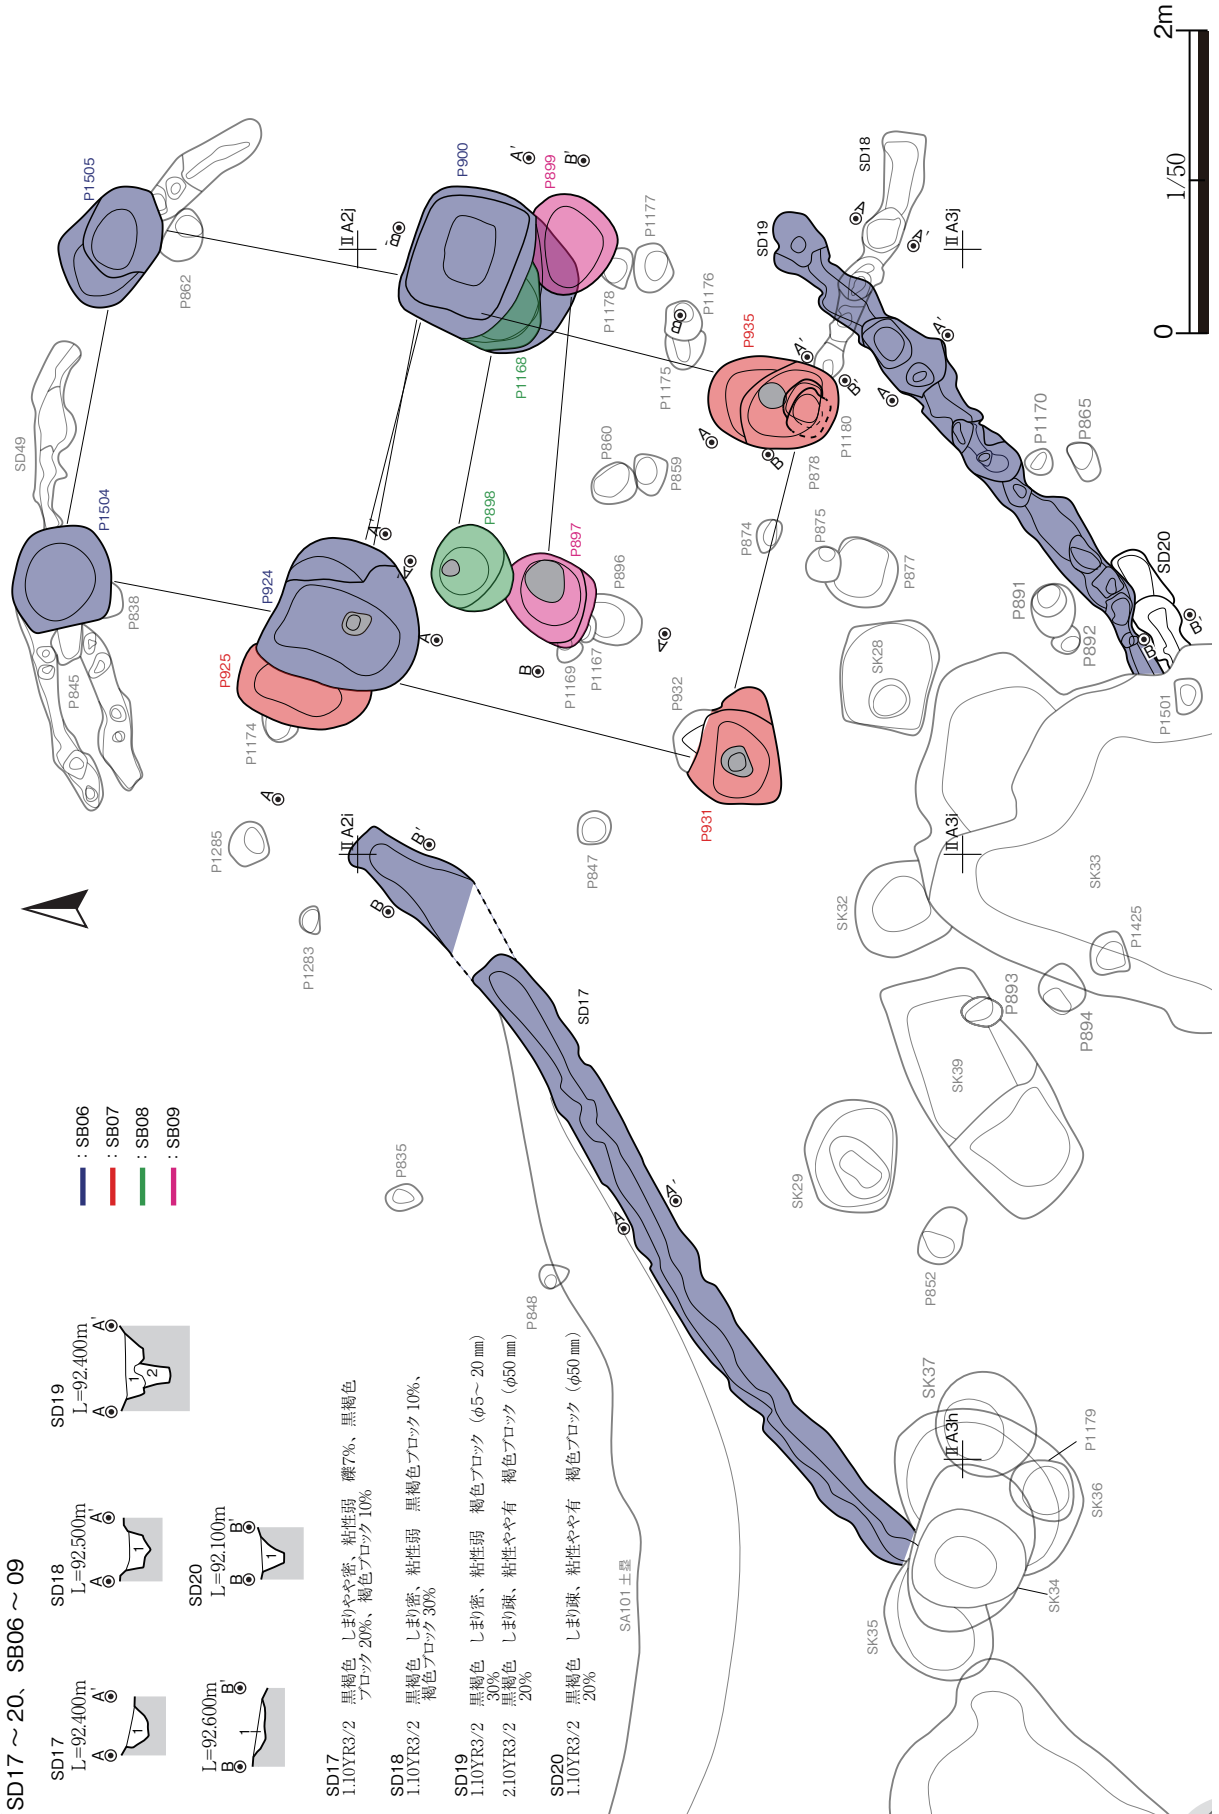 SD17～20、SB06～09
SD17
L=92.400m
A
A'
1
L=92.600m
B
B'
1
SD18
L=92.500m
A
A'
1
SD20
L=92.100m
B
B'
1
SD19
L=92.400m
A
A'
1
2
SD17
1.10YR3/2 黒褐色 しまりやや密、粘性弱 礫7%、黒褐色
ブロック20%、褐色ブロック10%
SD18
1.10YR3/2 黒褐色 しまり密、粘性弱 黒褐色ブロック10%、
褐色ブロック30%
SD19
1.10YR3/2 黒褐色 しまり密、粘性弱 褐色ブロック（φ5～20㎜）
30%
2.10YR3/2 黒褐色 しまり疎、粘性やや有 褐色ブロック（φ50㎜）
20%
SD20
1.10YR3/2 黒褐色 しまり疎、粘性やや有 褐色ブロック（φ50㎜）
20%
：SB06
：SB07
：SB08
：SB09
SD49
P1504
P1505
P862
P838
P845
P924
P925
P1174
P1285
P1283
ⅡA2i
ⅡA2j
P900
P899
P1168
P898
P897
P896
P1167
P1169
P1178
P1177
P1176
P1175
P860
P859
P935
P878
P1180
P874
P875
P877
P932
P931
P847
SD18
SD19
SD20
ⅡA3j
P1170
P865
P891
P892
P1501
SK28
SK33
ⅡA3i
SK32
P1425
P893
P894
SK39
SK29
P852
SD17
P835
P848
SA101土塁
SK37
ⅡA3h
P1179
SK36
SK34
SK35
A
A'
B
B'
A
A'
B
B'
A
A'
B
B'
A
A'
B
B'
A
A'
A
A'
B
B'
A
A'
B
B'
0
1/50
2m